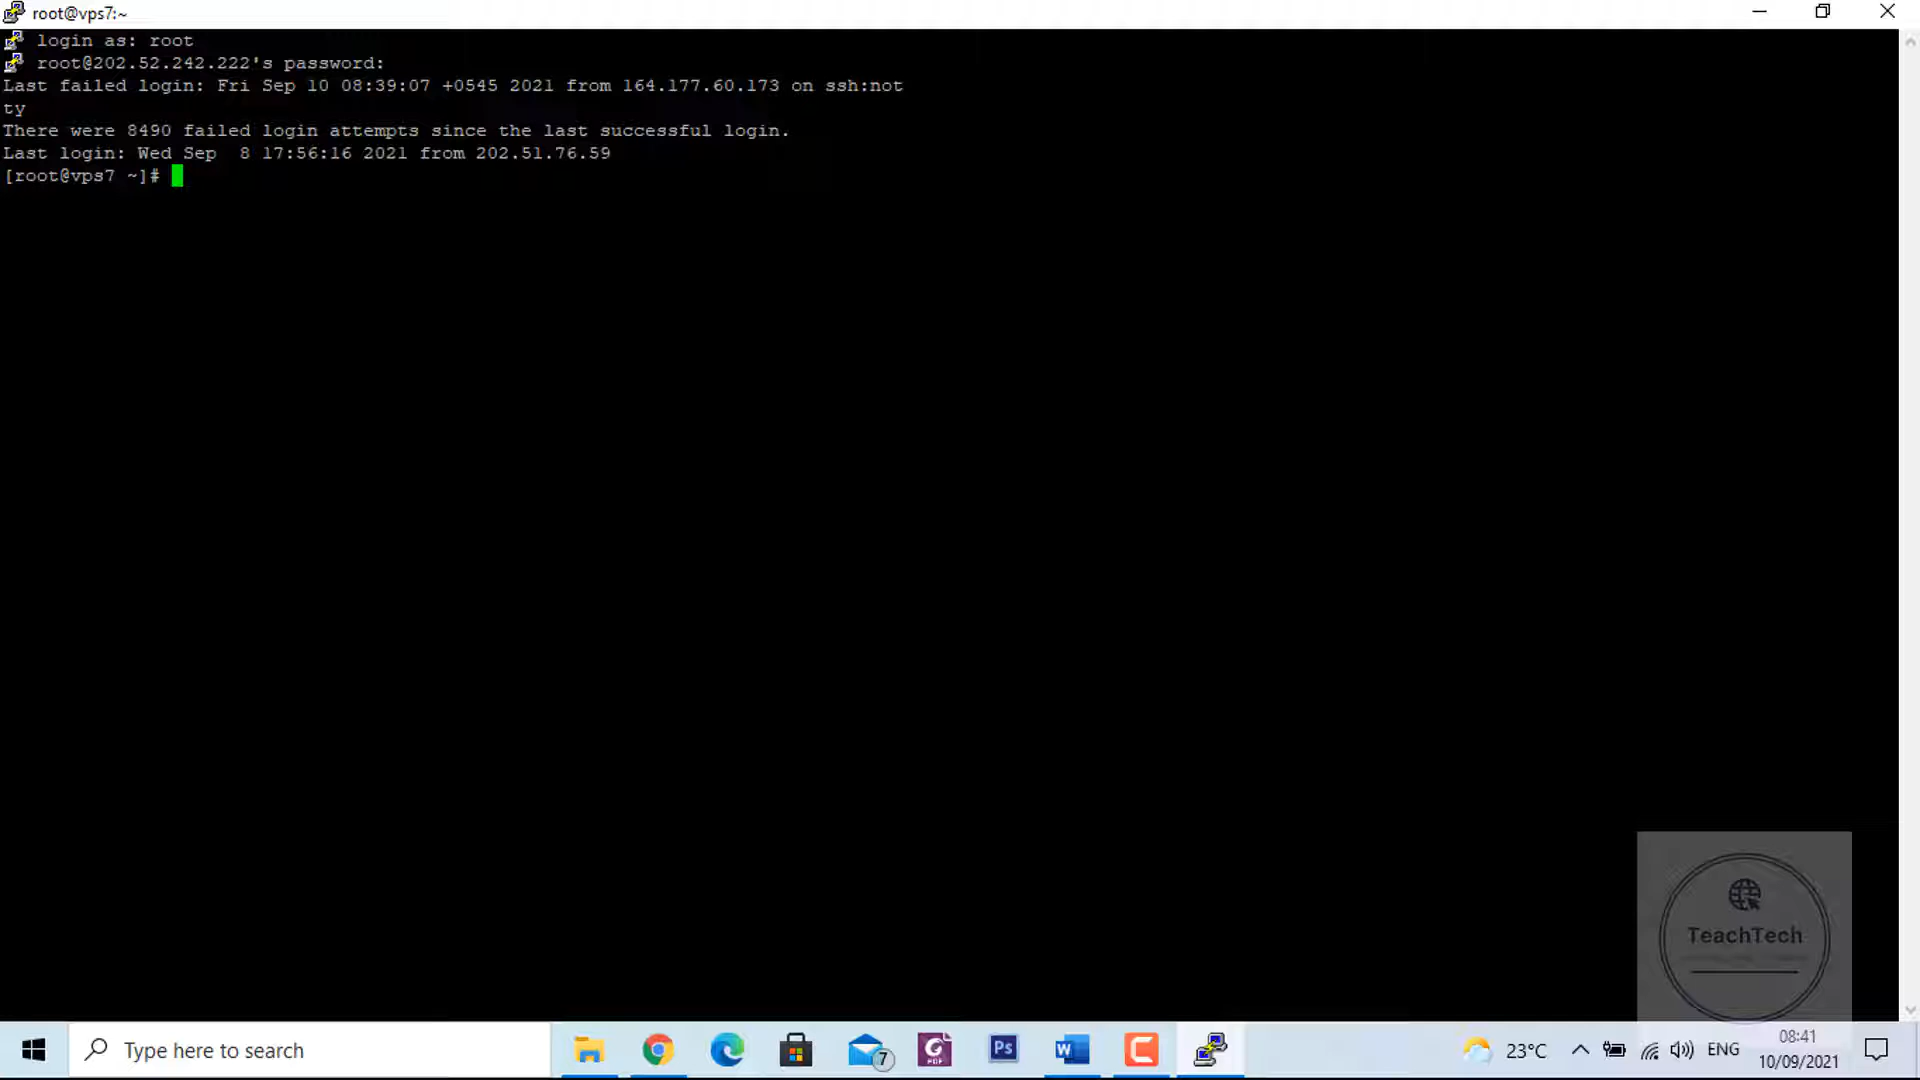 root@vps7:~
login as: root
root@202.52.242.222's password:
Last failed login: Fri Sep 10 08:39:07 +0545 2021 from 164.177.60.173 on ssh:not
ty
There were 8490 failed login attempts since the last successful login.
Last login: Wed Sep  8 17:56:16 2021 from 202.51.76.59
[root@vps7 ~]#
TeachTech
Type here to search
7
PDF
Ps
W
23°C
ENG
08:41
10/09/2021